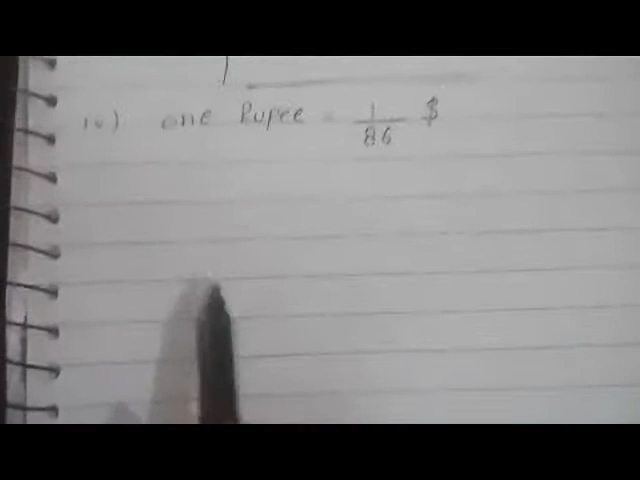 iv) one Rupee = 1/86 $